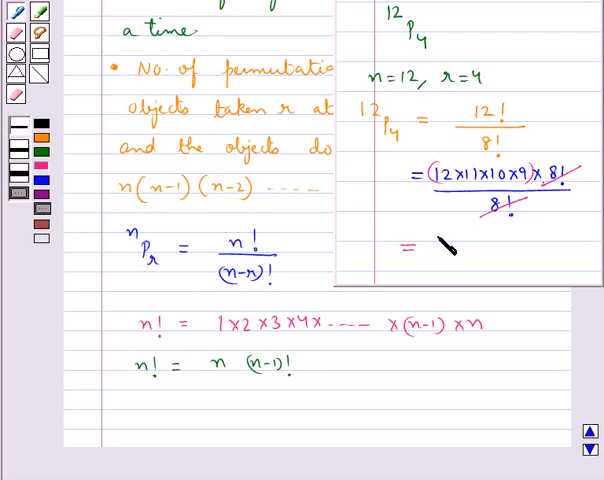 a time
• No. of permutatio
objects taken r at
and the objects do
n(n-1)(n-2) ------
ⁿPᵣ = n! / (n-r)!
n! = 1×2×3×4×----- ×(n-1)×n
n! = n (n-1)!
¹²P₄
n=12, r=4
¹²P₄ = 12! / 8!
= (12×11×10×9)×8! / 8!
=